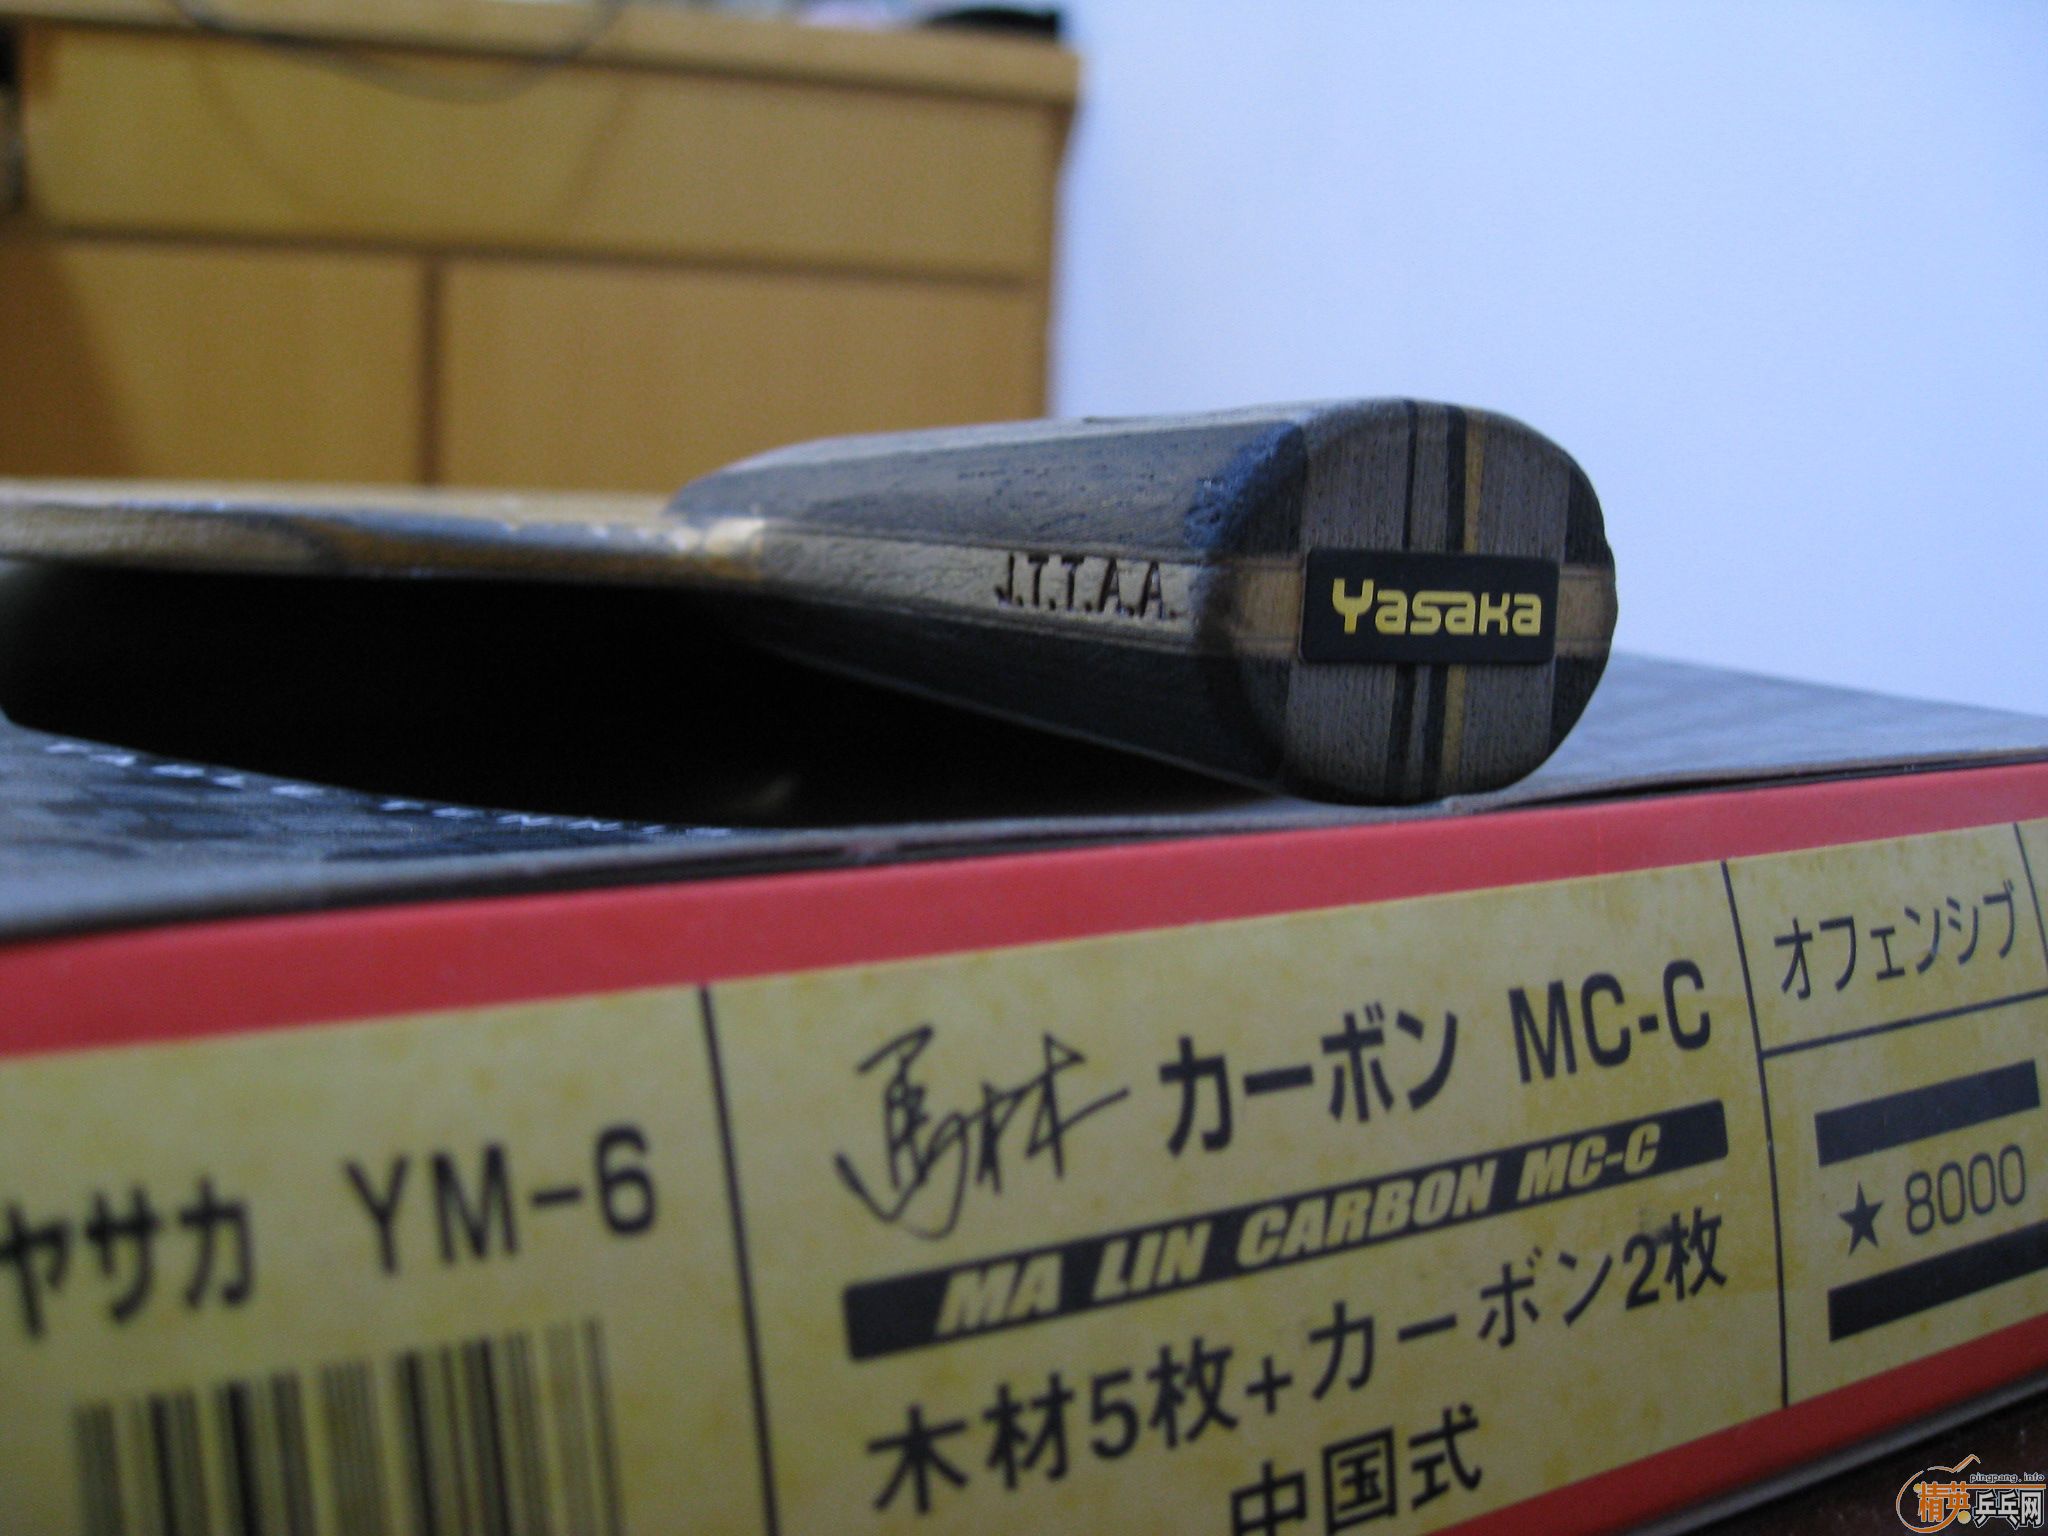 J.T.T.A.A.
Yasaka
ヤサカ YM-6
馬林 カーボン MC-C
MA LIN CARBON MC-C
木材5枚+カーボン2枚
中国式
オフェンシブ
★ 8000
pingpang.info
精英乒乓网